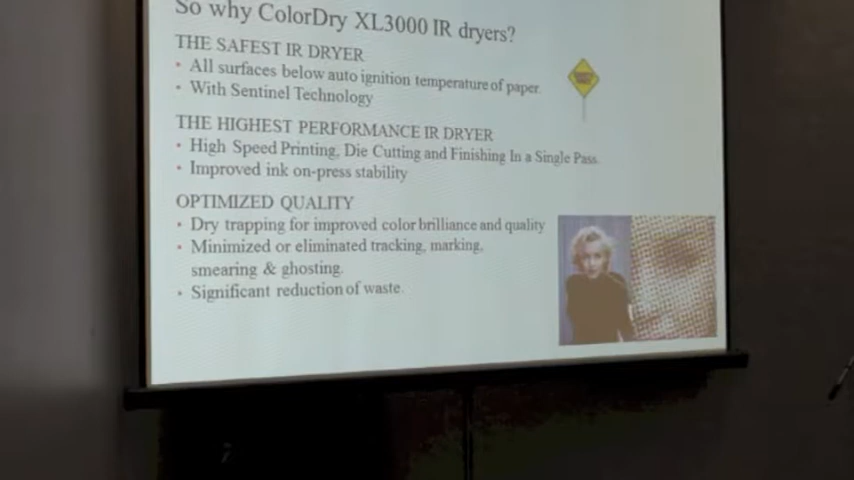 So why ColorDry XL3000 IR dryers?
THE SAFEST IR DRYER
• All surfaces below auto ignition temperature of paper.
• With Sentinel Technology
THE HIGHEST PERFORMANCE IR DRYER
• High Speed Printing, Die Cutting and Finishing In a Single Pass.
• Improved ink on-press stability
OPTIMIZED QUALITY
• Dry trapping for improved color brilliance and quality
• Minimized or eliminated tracking, marking,
smearing & ghosting.
• Significant reduction of waste.